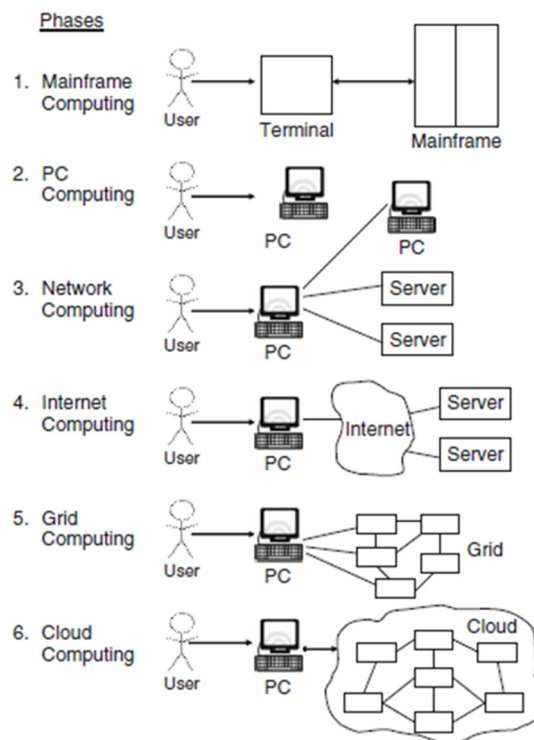 Phases
1. Mainframe
Computing
User
Terminal
Mainframe
2. PC
Computing
User
PC
PC
3. Network
Computing
User
PC
Server
Server
4. Internet
Computing
User
PC
Internet
Server
Server
5. Grid
Computing
User
PC
Grid
6. Cloud
Computing
User
PC
Cloud